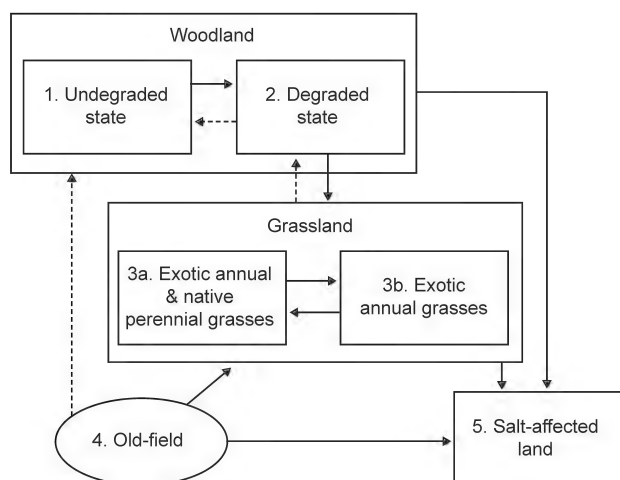 Woodland
1. Undegraded
state
2. Degraded
state
Grassland
3a. Exotic annual
& native
perennial grasses
3b. Exotic
annual grasses
4. Old-field
5. Salt-affected
land